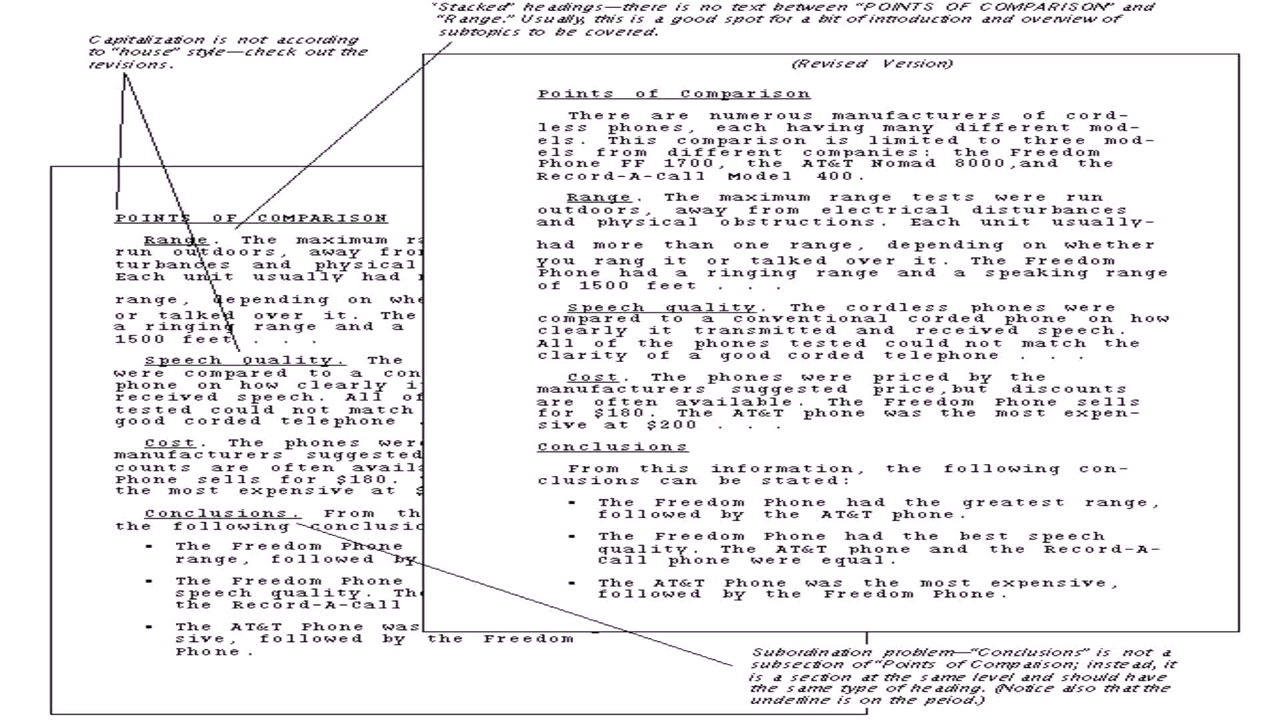 "Stacked" headings—there is no text between "POINTS OF COMPARISON" and
"Range." Usually, this is a good spot for a bit of introduction and overview of
subtopics to be covered.
Capitalization is not according
to "house" style—check out the
revisions.
POINTS OF COMPARISON
Range. The maximum ra
run outdoors, away from
turbances and physical
Each unit usually had
range, depending on whe
or talked over it. The
a ringing range and a
1500 feet . . .
Speech Quality. The
were compared to a con
phone on how clearly it
received speech. All of
tested could not match
good corded telephone .
Cost. The phones were
manufacturers suggested
counts are often availa
Phone sells for $180.
the most expensive at $
Conclusions. From th
the following conclusio
- The Freedom Phone
range, followed by
- The Freedom Phone
speech quality. The
the Record-A-Call
- The AT&T Phone was
sive, followed by the Freedom
Phone.
(Revised Version)
Points of Comparison
There are numerous manufacturers of cord-
less phones, each having many different mod-
els. This comparison is limited to three mod-
els from different companies: the Freedom
Phone FF 1700, the AT&T Nomad 8000,and the
Record-A-Call Model 400.
Range. The maximum range tests were run
outdoors, away from electrical disturbances
and physical obstructions. Each unit usually-
had more than one range, depending on whether
you rang it or talked over it. The Freedom
Phone had a ringing range and a speaking range
of 1500 feet . . .
Speech quality. The cordless phones were
compared to a conventional corded phone on how
clearly it transmitted and received speech.
All of the phones tested could not match the
clarity of a good corded telephone . . .
Cost. The phones were priced by the
manufacturers suggested price,but discounts
are often available. The Freedom Phone sells
for $180. The AT&T phone was the most expen-
sive at $200 . . .
Conclusions
From this information, the following con-
clusions can be stated:
- The Freedom Phone had the greatest range,
followed by the AT&T phone.
- The Freedom Phone had the best speech
quality. The AT&T phone and the Record-A-
Call phone were equal.
- The AT&T Phone was the most expensive,
followed by the Freedom Phone.
Subordination problem—"Conclusions" is not a
subsection of "Points of Comparison; instead, it
is a section at the same level and should have
the same type of heading. (Notice also that the
underline is on the peiod.)